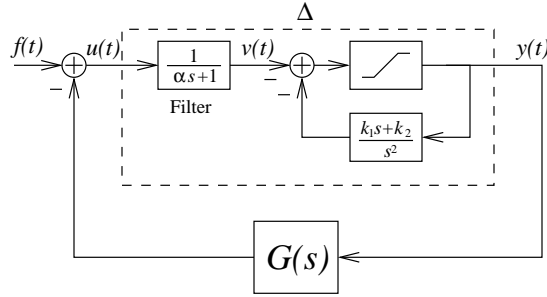 Δ
f(t) u(t) v(t) y(t)
1
αs+1
Filter
k₁s+k₂
s²
G(s)